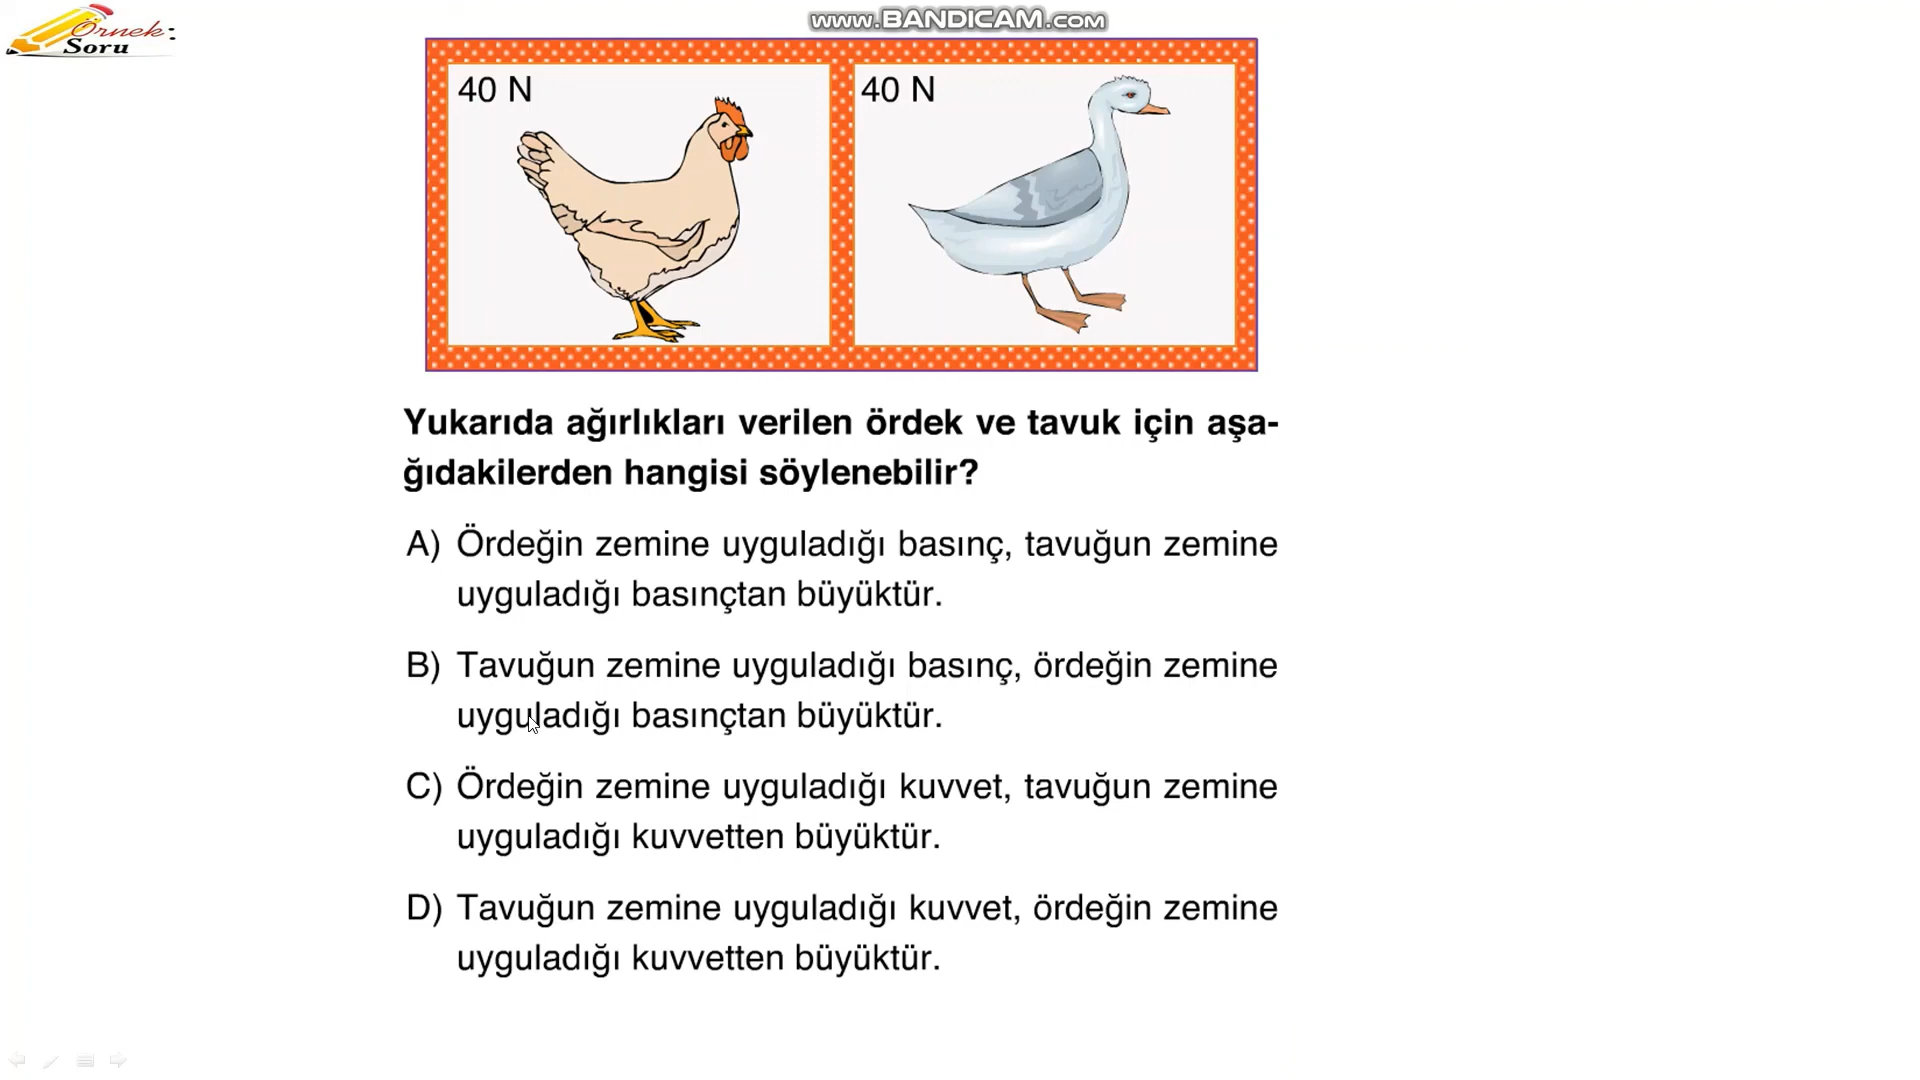 www.BANDICAM.com
Örnek:
Soru
40 N
40 N
Yukarıda ağırlıkları verilen ördek ve tavuk için aşa-
ğıdakilerden hangisi söylenebilir?
A) Ördeğin zemine uyguladığı basınç, tavuğun zemine
uyguladığı basınçtan büyüktür.
B) Tavuğun zemine uyguladığı basınç, ördeğin zemine
uyguladığı basınçtan büyüktür.
C) Ördeğin zemine uyguladığı kuvvet, tavuğun zemine
uyguladığı kuvvetten büyüktür.
D) Tavuğun zemine uyguladığı kuvvet, ördeğin zemine
uyguladığı kuvvetten büyüktür.